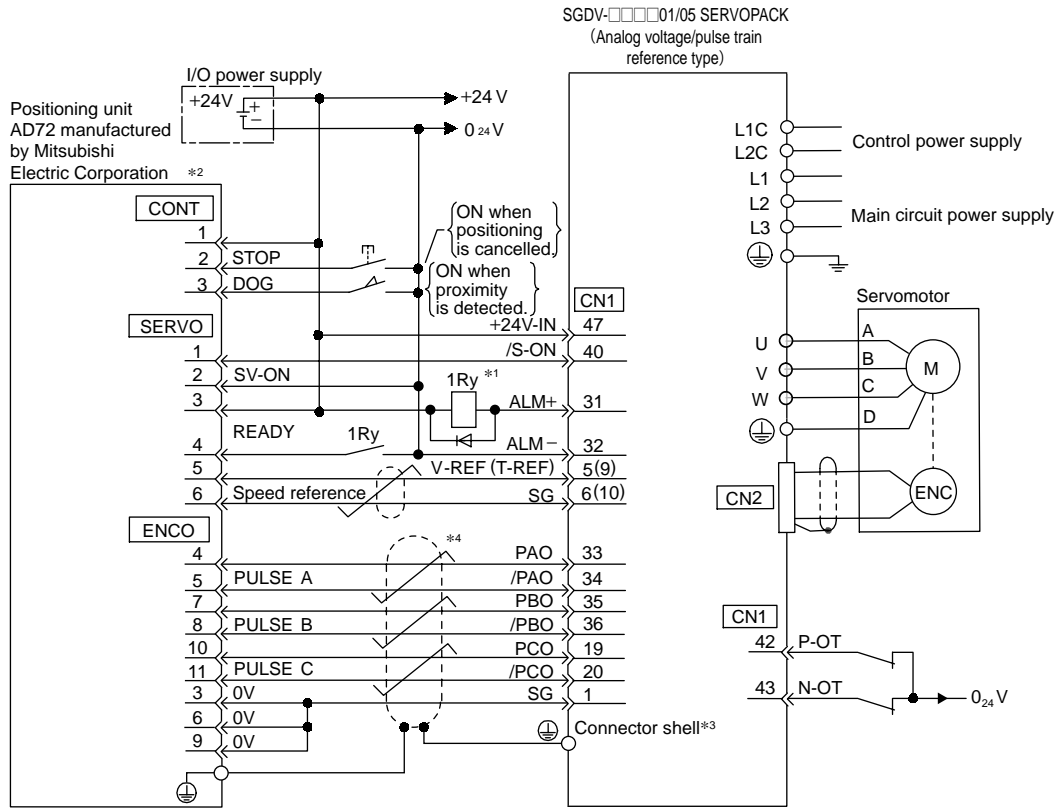 SGDV-□□□□01/05 SERVOPACK
(Analog voltage/pulse train
reference type)
I/O power supply
+24V
+
−
+24 V
0 24 V
Positioning unit
AD72 manufactured
by Mitsubishi
Electric Corporation *2
CONT
1
2 STOP
3 DOG
ON when
positioning
is cancelled.
ON when
proximity
is detected.
SERVO
CN1
+24V-IN 47
1 /S-ON 40
2 SV-ON
1Ry *1
3 ALM+ 31
READY
4 1Ry ALM− 32
5 V-REF (T-REF) 5(9)
6 Speed reference SG 6(10)
ENCO
*4
4 PAO 33
5 PULSE A /PAO 34
7 PBO 35
8 PULSE B /PBO 36
10 PCO 19
11 PULSE C /PCO 20
3 0V SG 1
6 0V
9 0V
Connector shell*3
L1C
L2C
Control power supply
L1
L2
L3
Main circuit power supply
Servomotor
U A
V B
W C
D
M
CN2
ENC
CN1
42 P-OT
43 N-OT
024 V